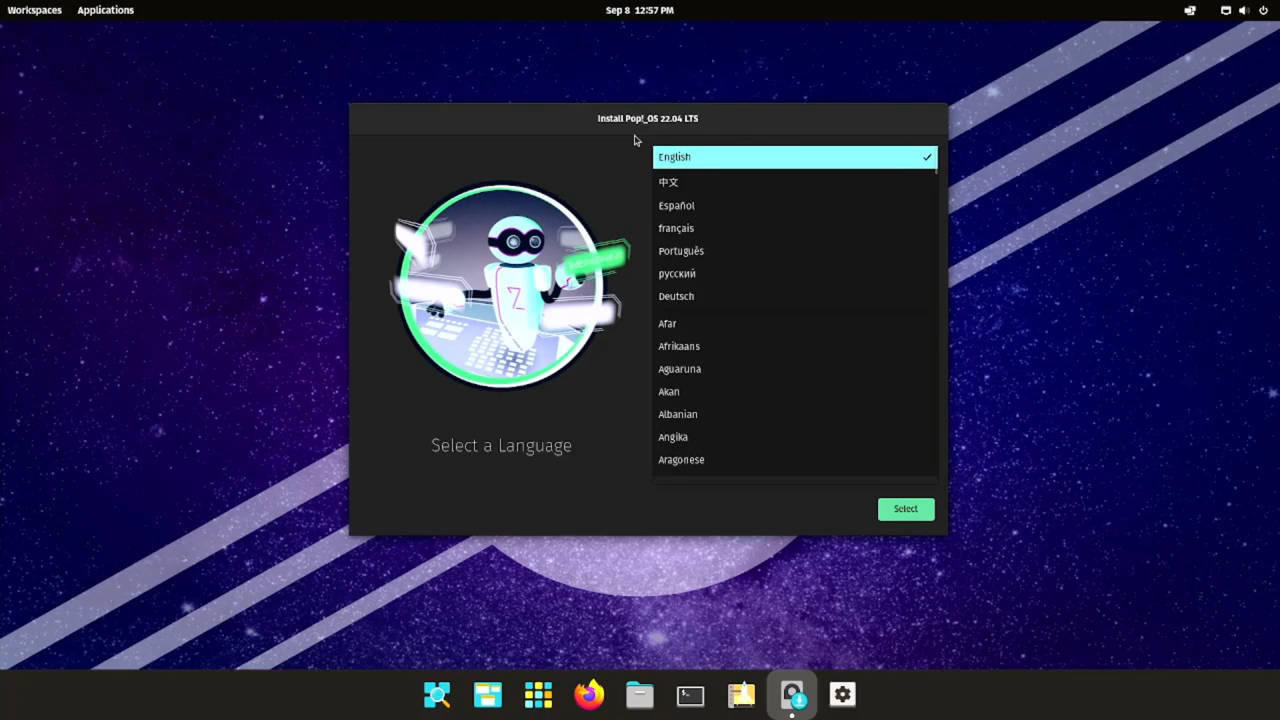 Workspaces Applications Sep 8 12:57 PM
Install Pop!_OS 22.04 LTS
English
中文
Español
français
Português
русский
Deutsch
Afar
Afrikaans
Aguaruna
Akan
Albanian
Angika
Aragonese
Select a Language
Select